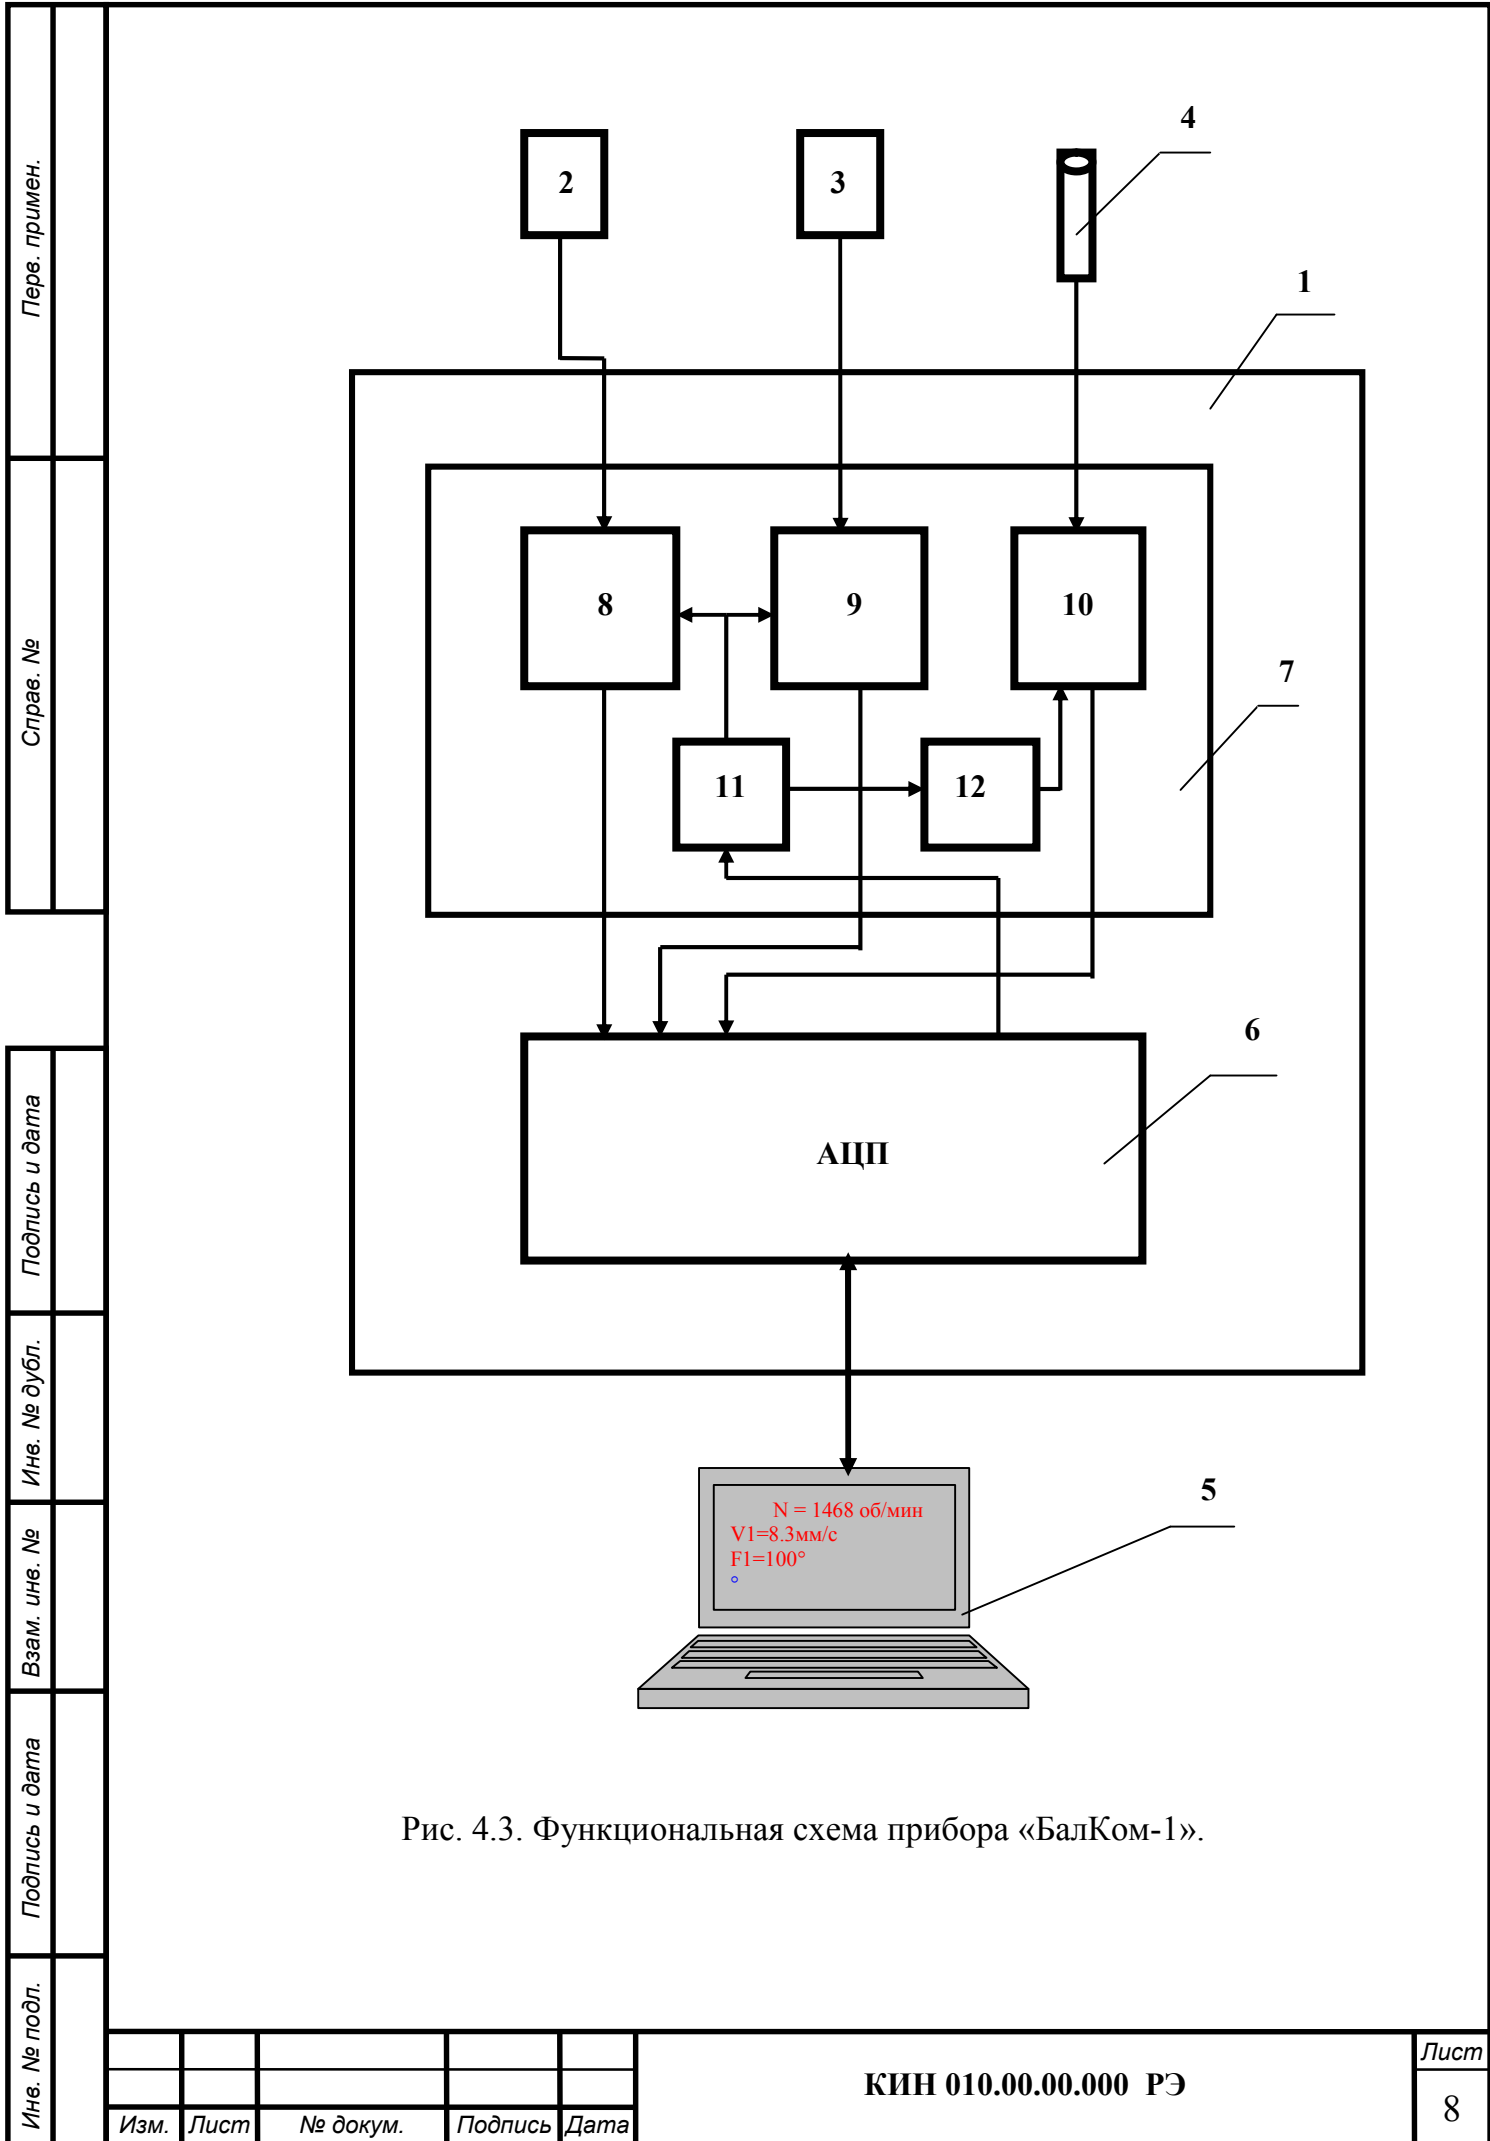 4
2
3
1
8
9
10
7
11
12
6
АЦП
5
N = 1468 об/мин
V1=8.3мм/с
F1=100°
°
Рис. 4.3. Функциональная схема прибора «БалКом-1».
Перв. примен.
Справ. №
Подпись и дата
Инв. № дубл.
Взам. инв. №
Подпись и дата
Инв. № подл.
Изм. Лист № докум. Подпись Дата
КИН 010.00.00.000 РЭ
Лист
8